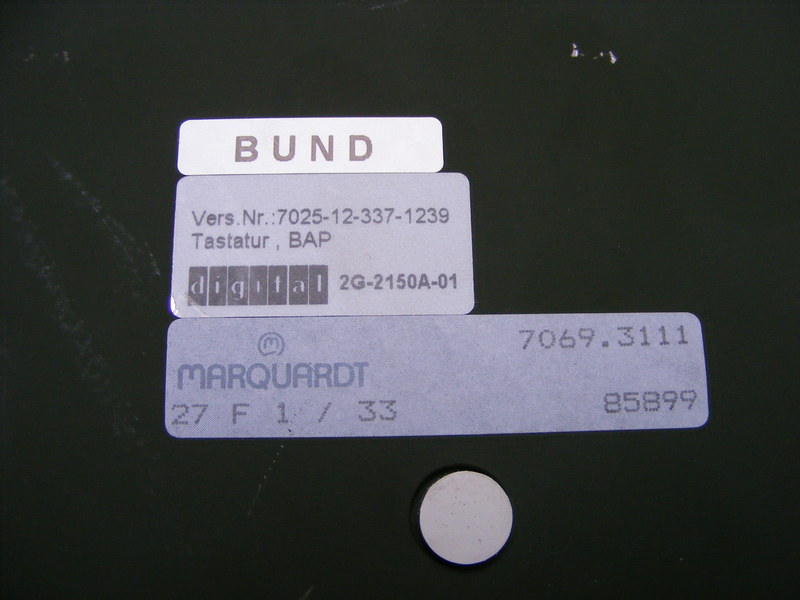 BUND
Vers.Nr.:7025-12-337-1239
Tastatur , BAP
digital 2G-2150A-01
7069.3111
MARQUARDT
27 F 1 / 33 85899